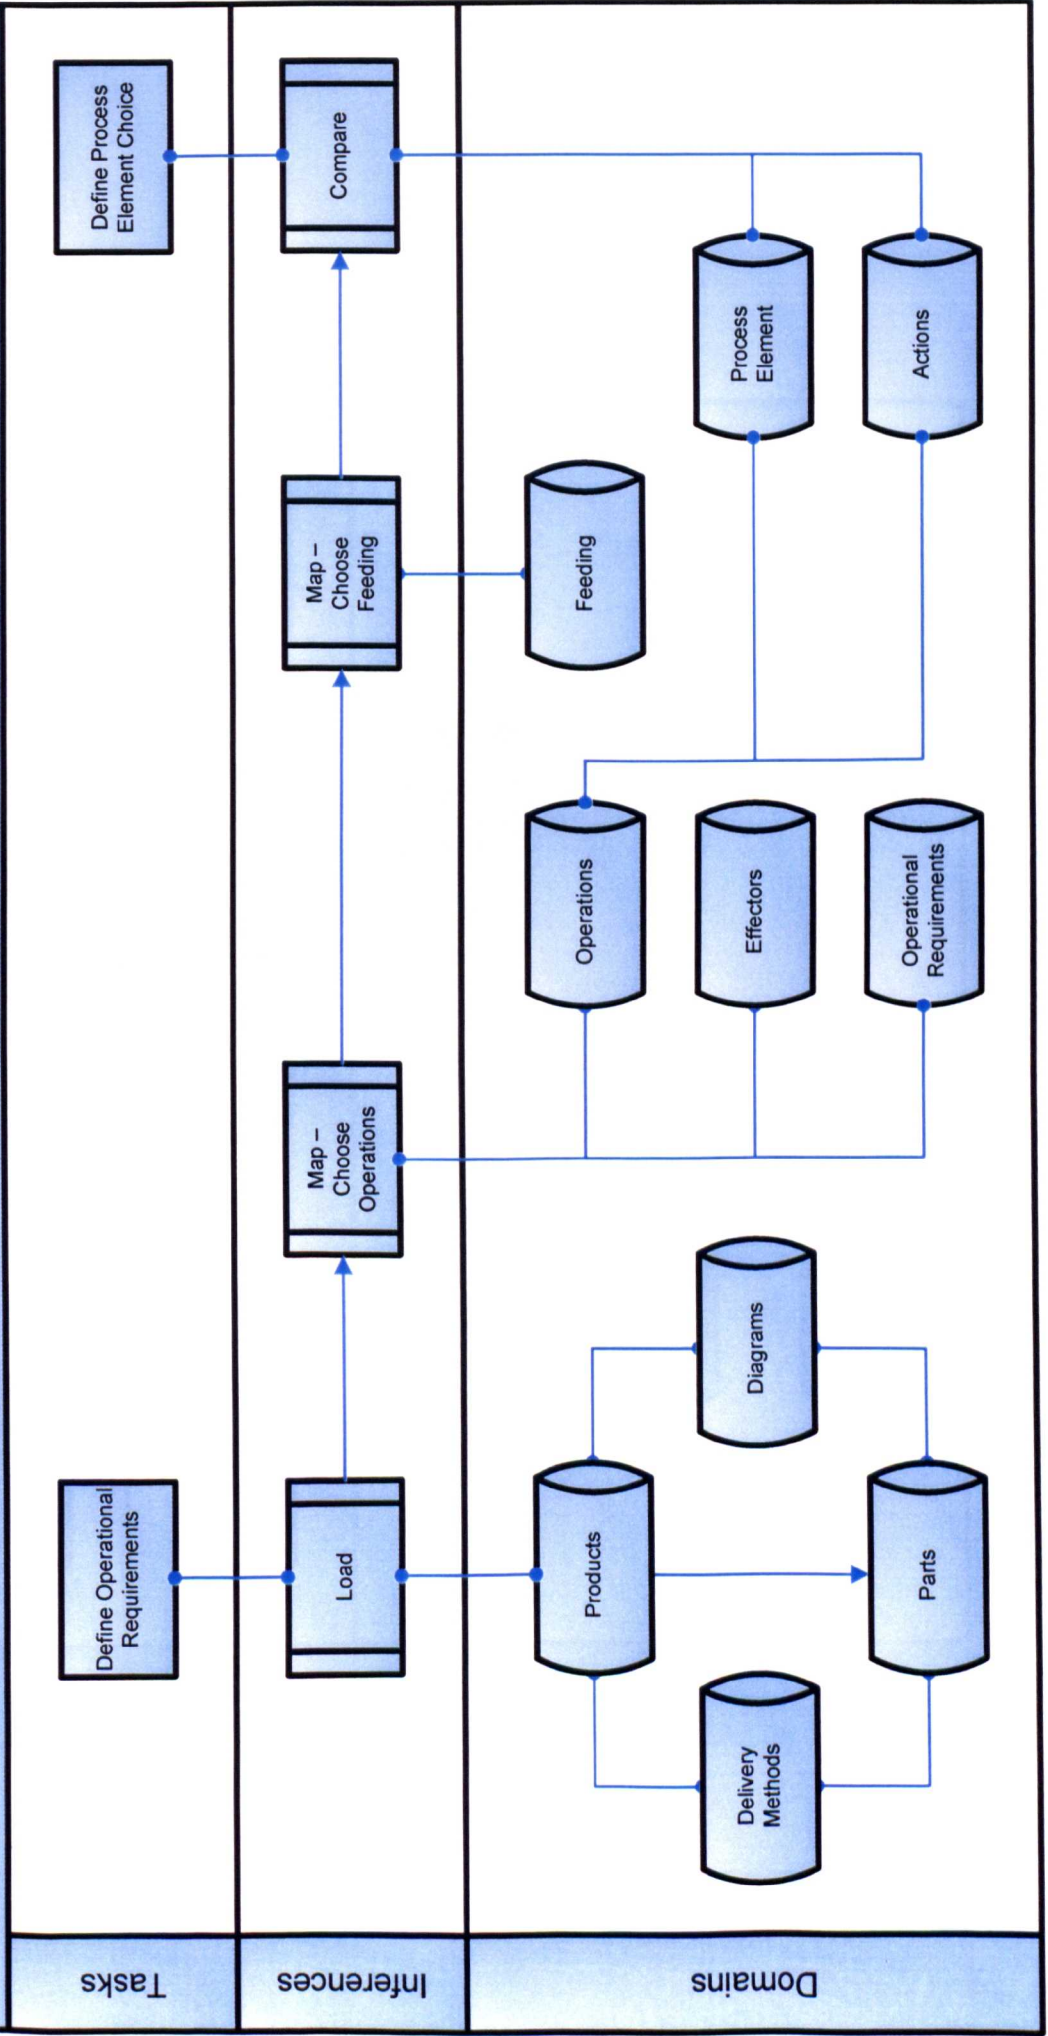 Tasks
Define Operational
Requirements
Define Process
Element Choice
Inferences
Load
Map –
Choose
Operations
Map –
Choose
Feeding
Compare
Domains
Products
Operations
Feeding
Delivery
Methods
Diagrams
Effectors
Process
Element
Parts
Operational
Requirements
Actions